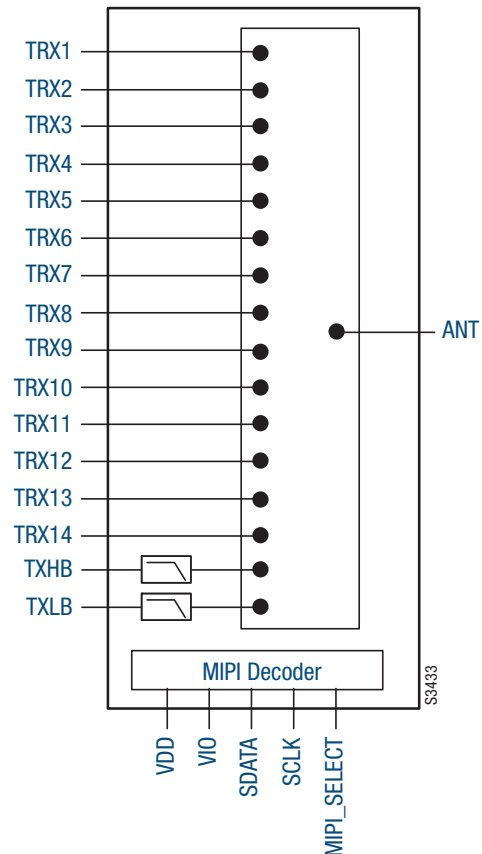 TRX1
TRX2
TRX3
TRX4
TRX5
TRX6
TRX7
TRX8
TRX9
TRX10
TRX11
TRX12
TRX13
TRX14
TXHB
TXLB
ANT
MIPI Decoder
S3433
VDD
VIO
SDATA
SCLK
MIPI_SELECT